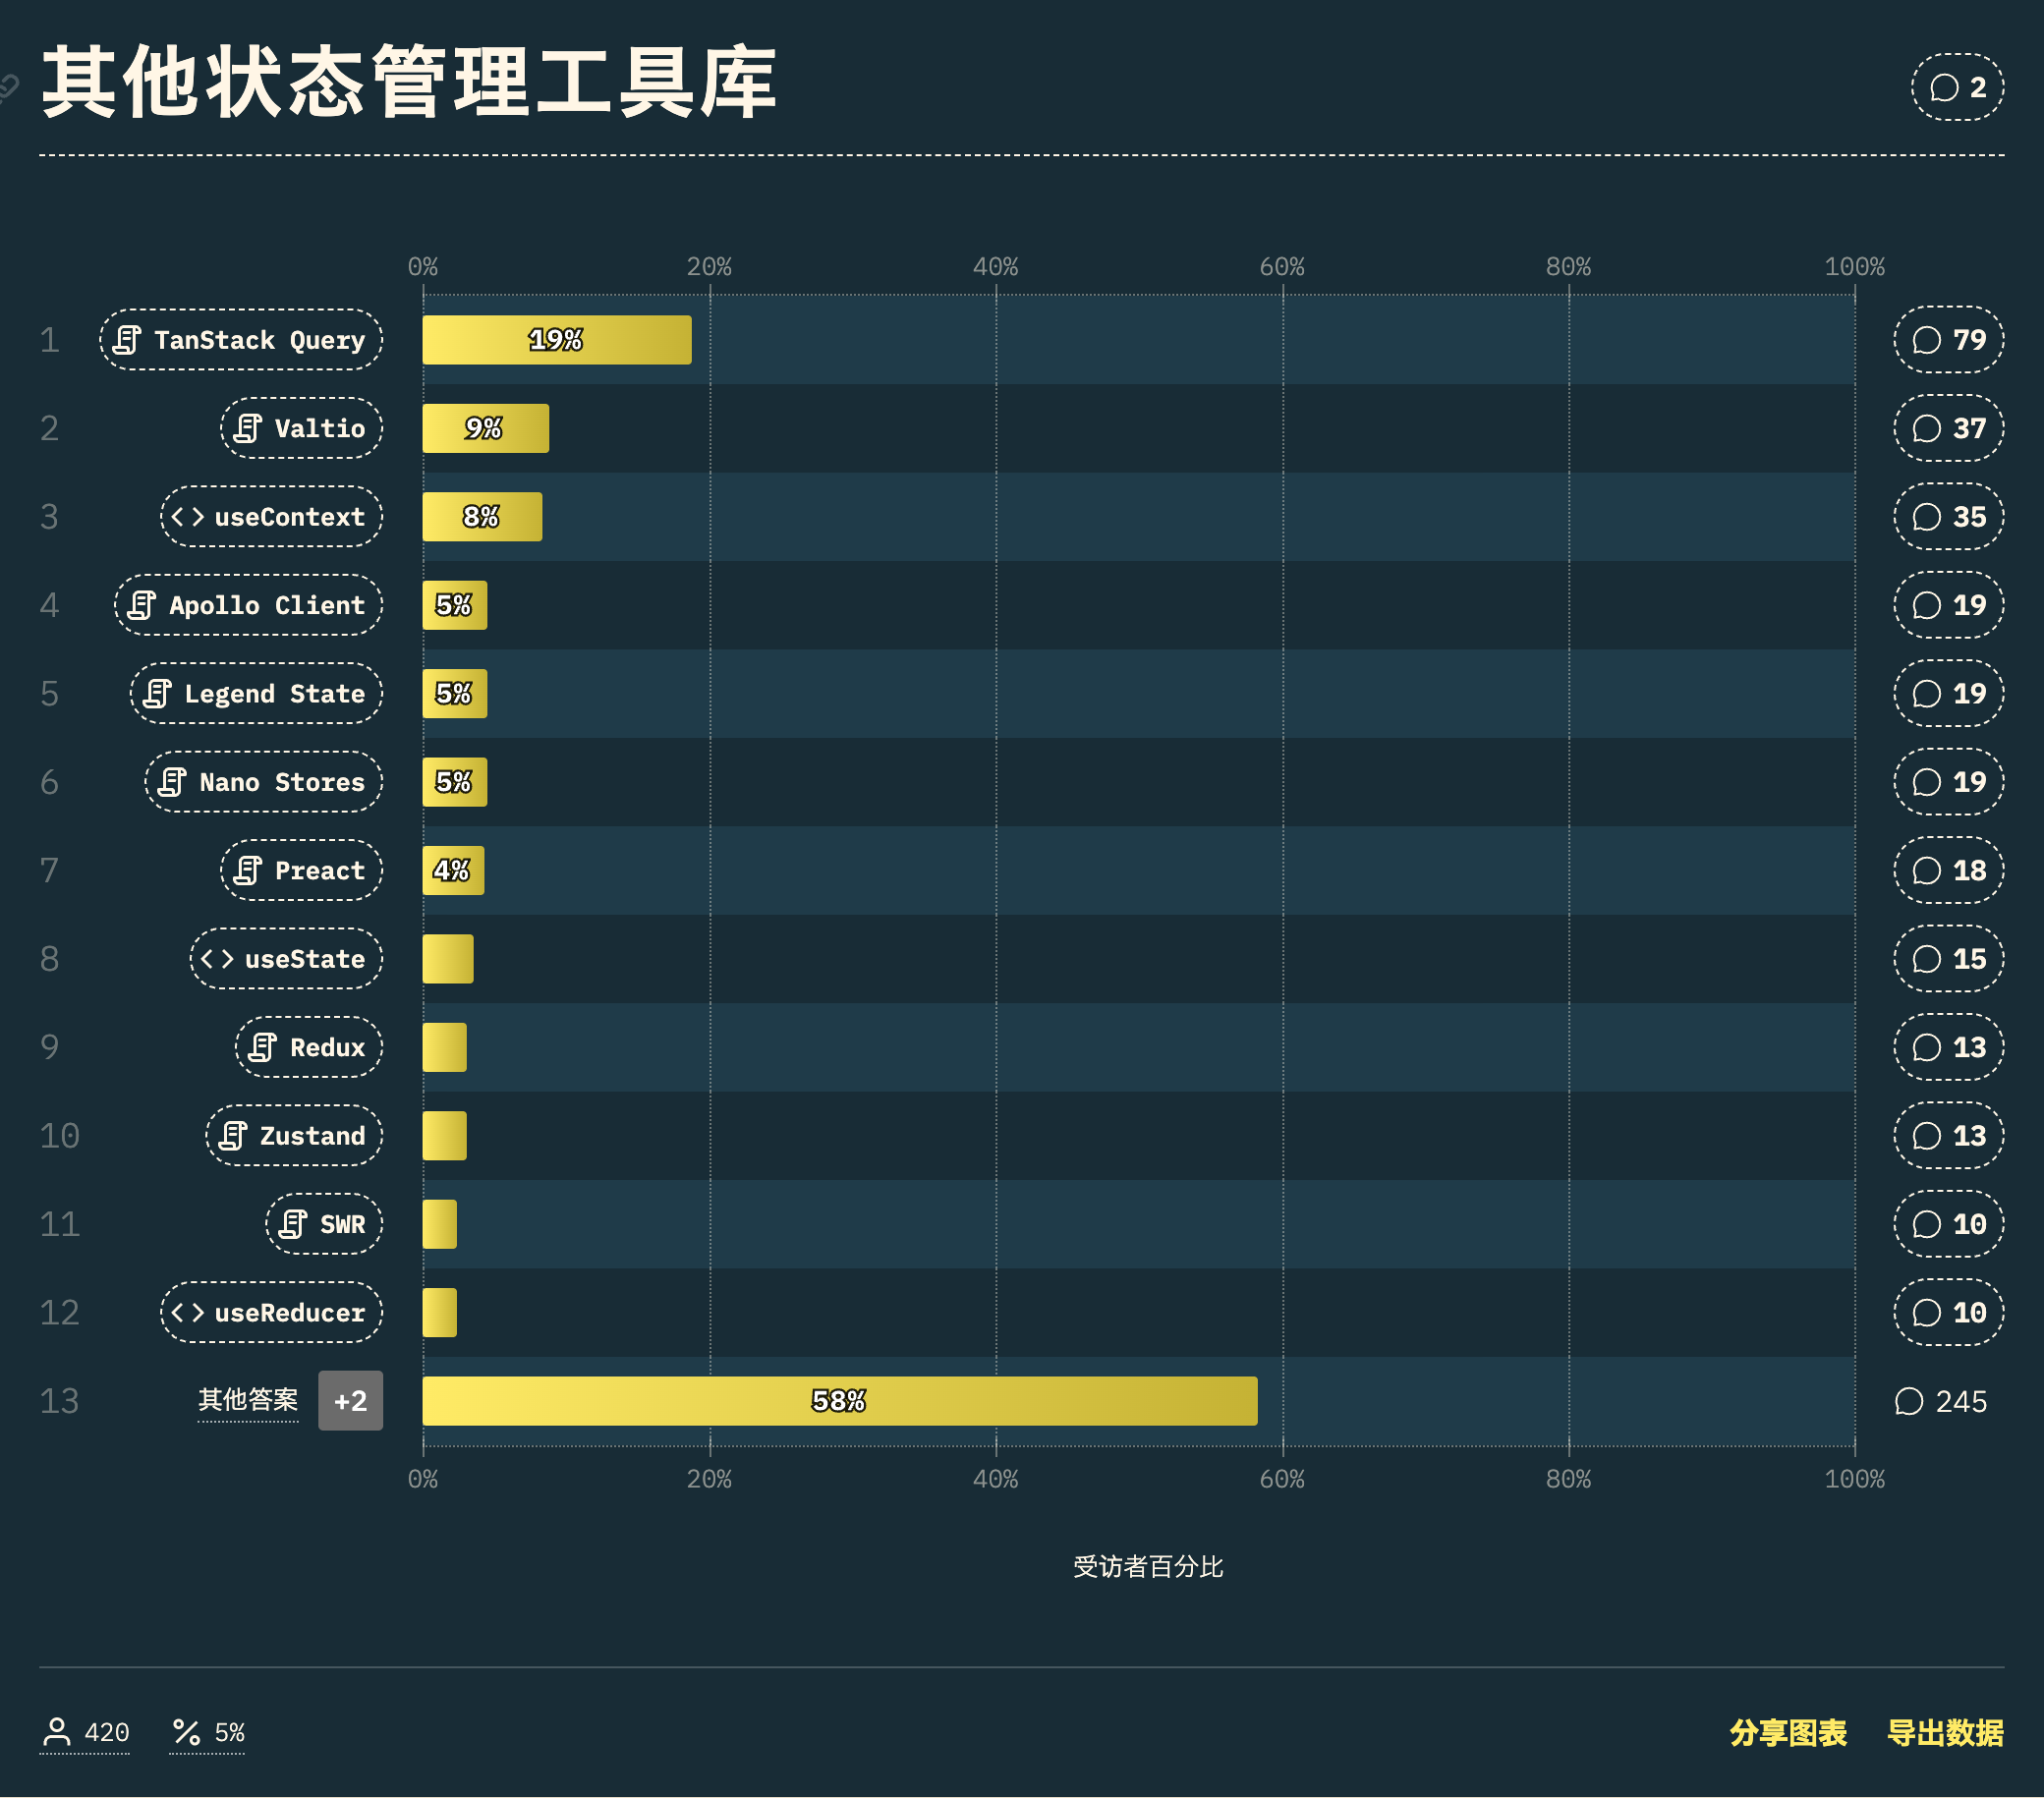 其他状态管理工具库
2
0% 20% 40% 60% 80% 100%
1 TanStack Query 19% 79
2 Valtio 9% 37
3 useContext 8% 35
4 Apollo Client 5% 19
5 Legend State 5% 19
6 Nano Stores 5% 19
7 Preact 4% 18
8 useState 15
9 Redux 13
10 Zustand 13
11 SWR 10
12 useReducer 10
13 其他答案 +2 58% 245
0% 20% 40% 60% 80% 100%
受访者百分比
420 5% 分享图表 导出数据